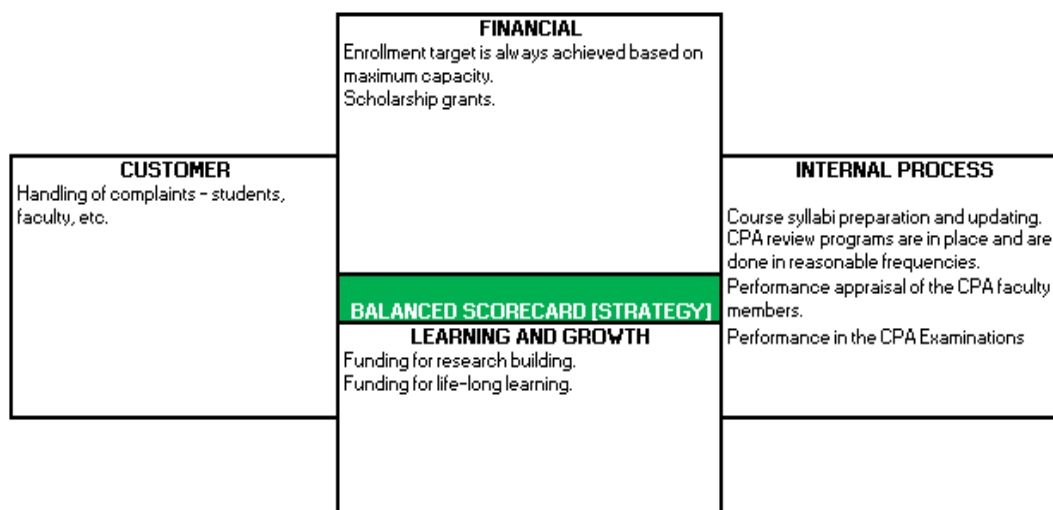 FINANCIAL
Enrollment target is always achieved based on
maximum capacity.
Scholarship grants.
CUSTOMER
Handling of complaints - students,
faculty, etc.
INTERNAL PROCESS
Course syllabi preparation and updating.
CPA review programs are in place and are
done in reasonable frequencies.
Performance appraisal of the CPA faculty
members.
Performance in the CPA Examinations
BALANCED SCORECARD [STRATEGY]
LEARNING AND GROWTH
Funding for research building.
Funding for life-long learning.